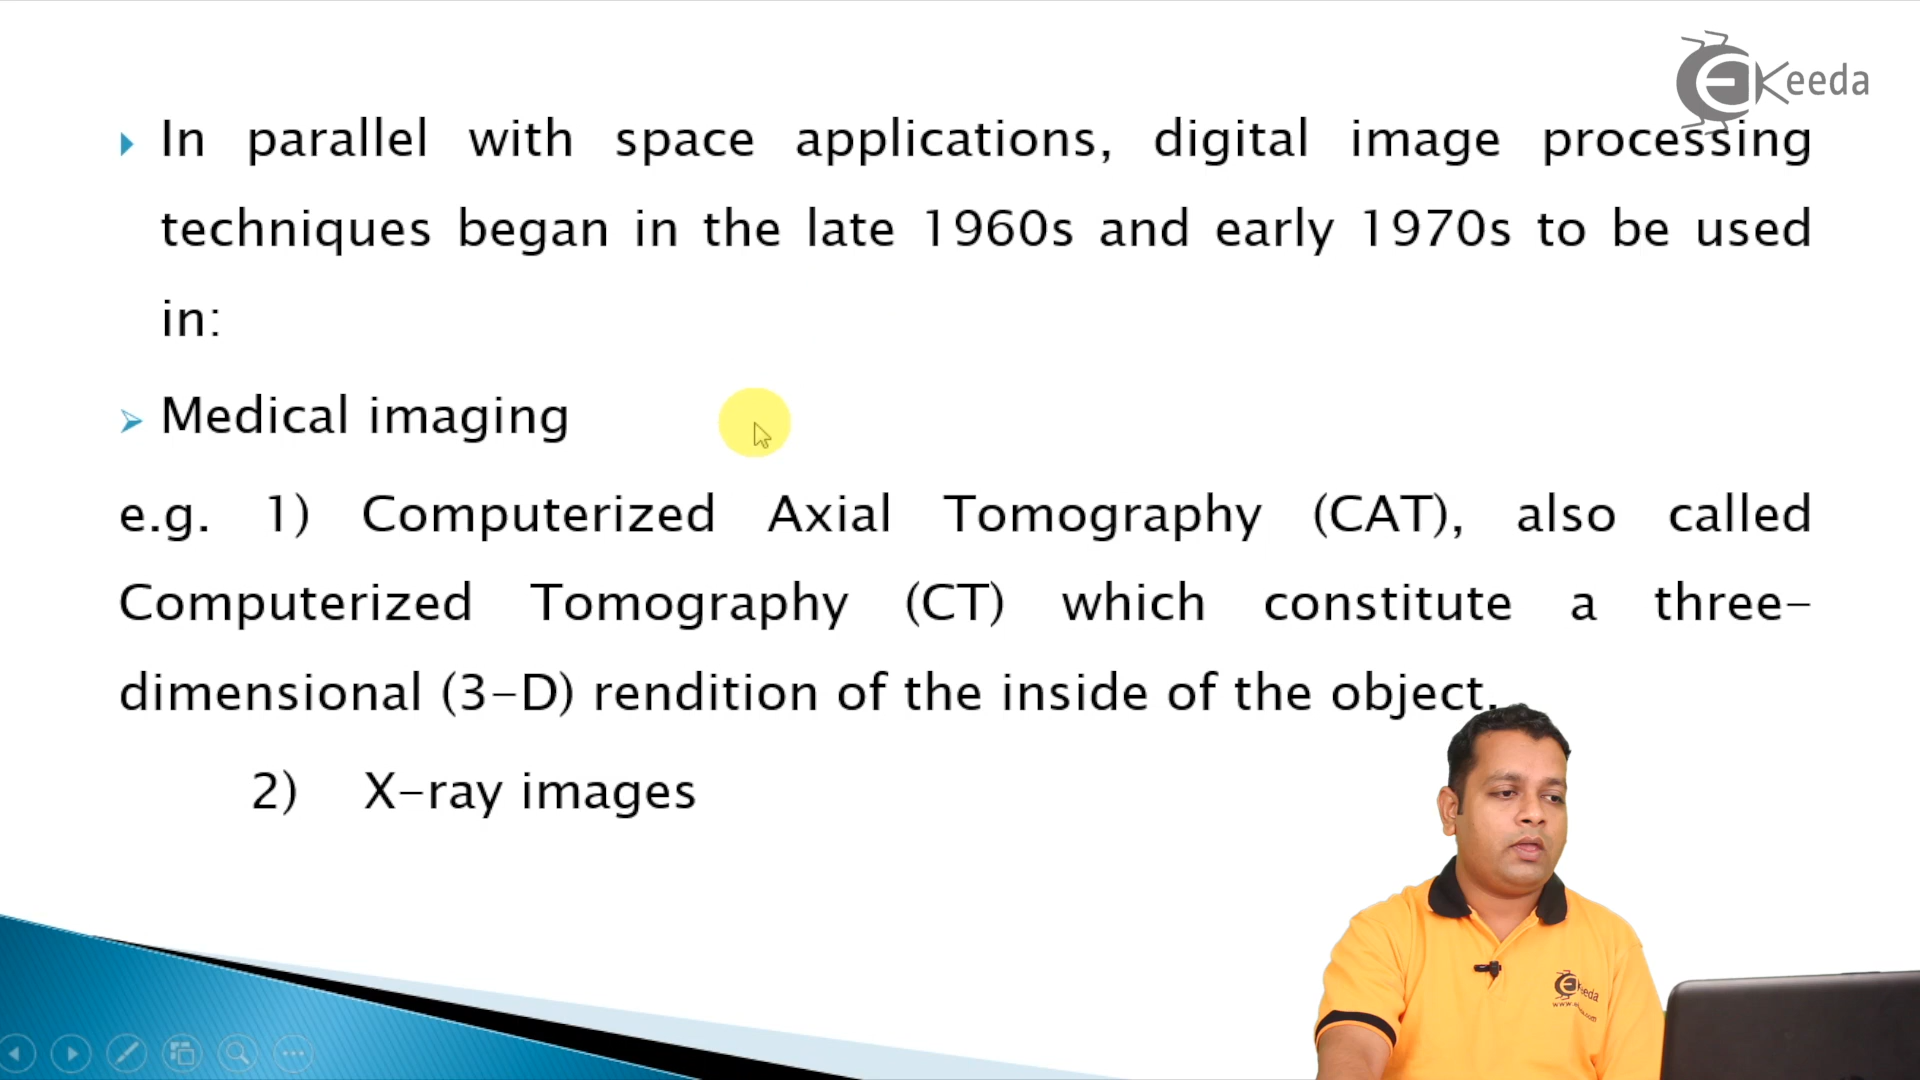 Keeda
In parallel with space applications, digital image processing
techniques began in the late 1960s and early 1970s to be used
in:
Medical imaging
e.g. 1) Computerized Axial Tomography (CAT), also called
Computerized Tomography (CT) which constitute a three-
dimensional (3-D) rendition of the inside of the object.
2) X-ray images
Keeda